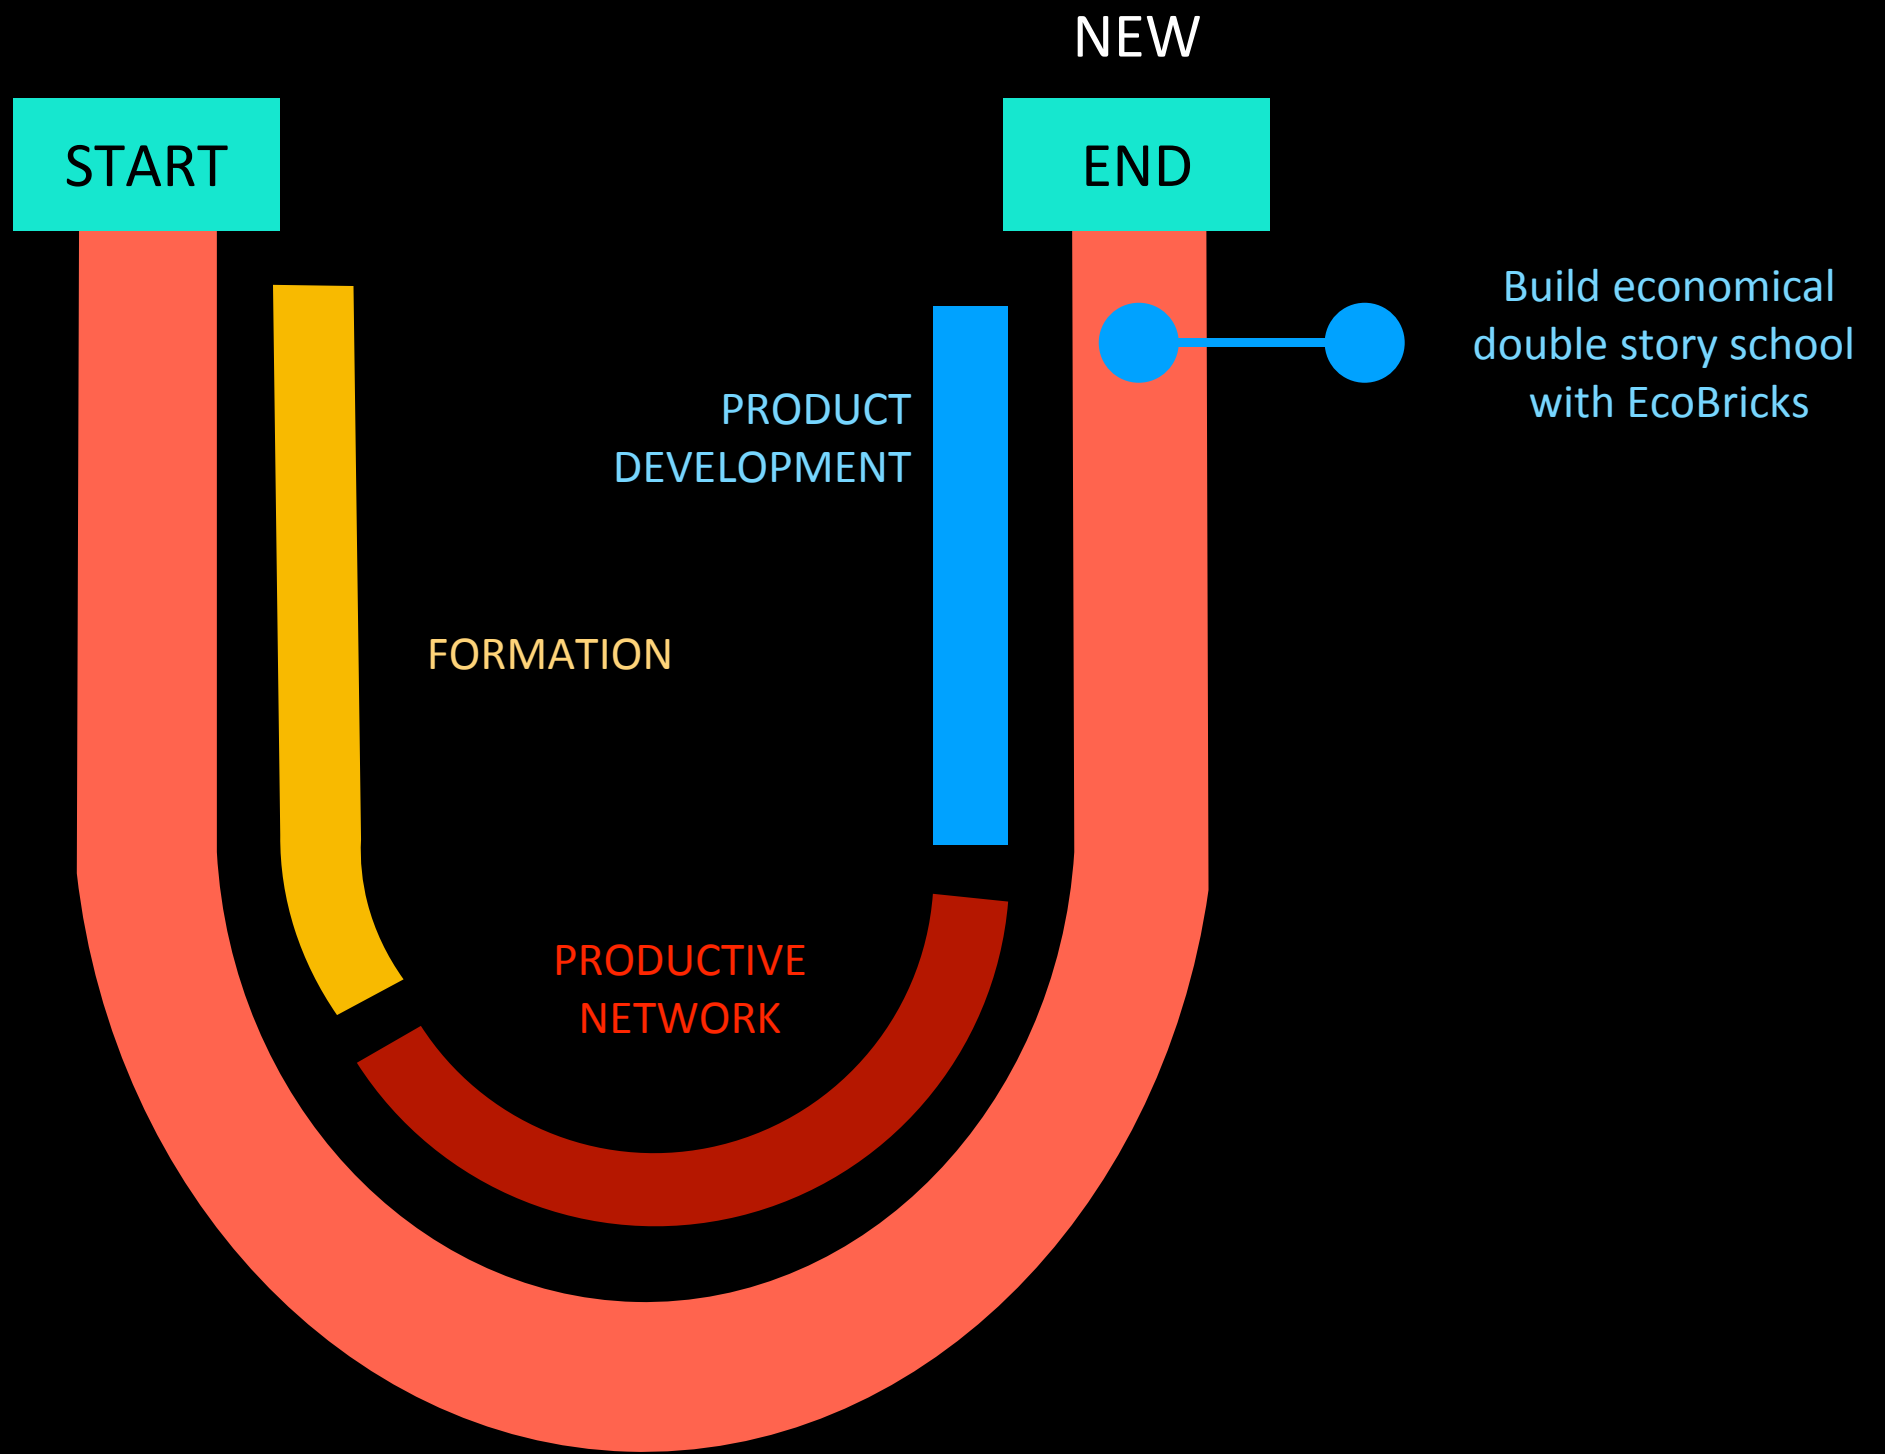 NEW
START
END
Build economical
double story school
with EcoBricks
PRODUCT
DEVELOPMENT
FORMATION
PRODUCTIVE
NETWORK